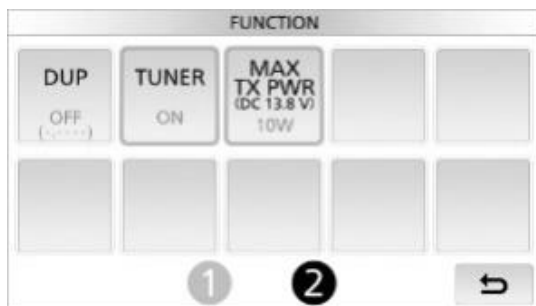 FUNCTION
DUP
OFF
TUNER
ON
MAX
TX PWR
(DC 13.8 V)
10W
1
2